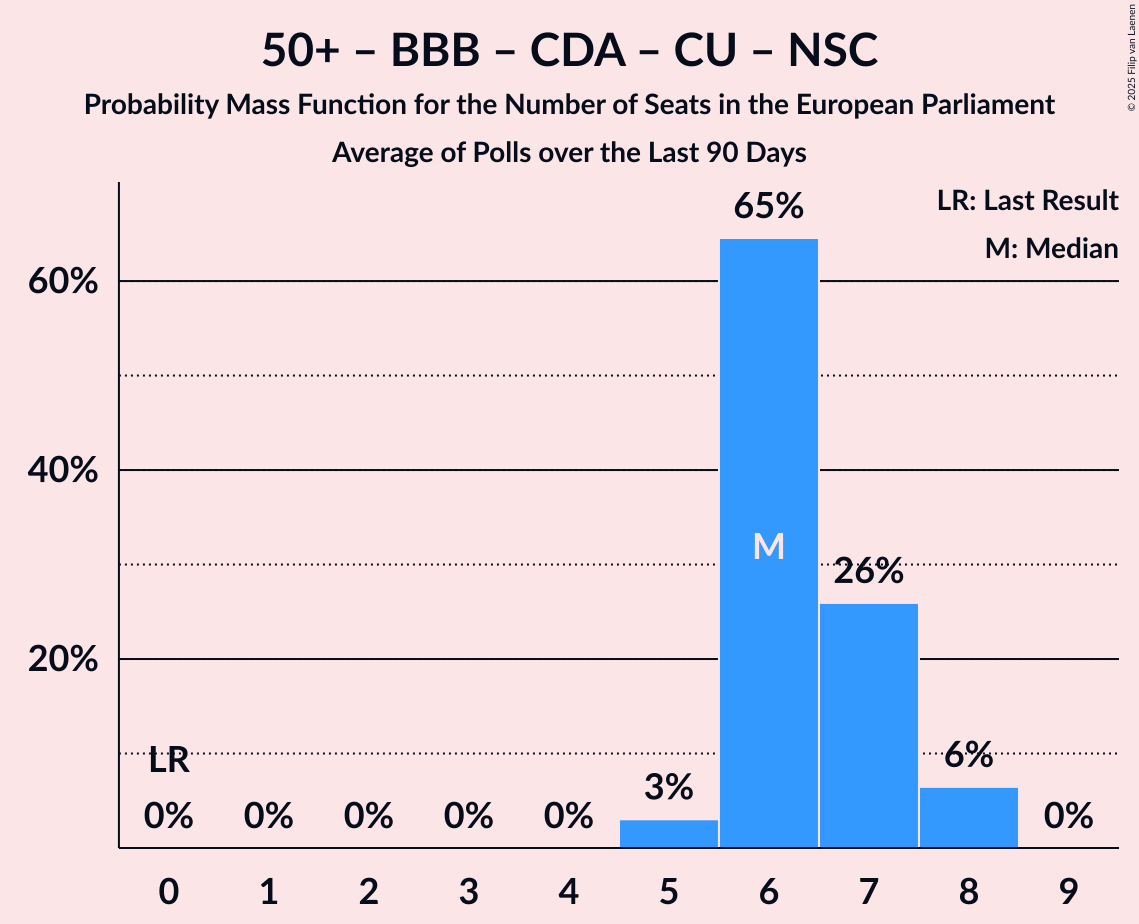 50+ – BBB – CDA – CU – NSC
Probability Mass Function for the Number of Seats in the European Parliament
Average of Polls over the Last 90 Days
© 2025 Filip van Laenen
LR: Last Result
M: Median
65%
60%
40%
M
26%
20%
LR
6%
3%
0% 0% 0% 0% 0% 0%
0 1 2 3 4 5 6 7 8 9